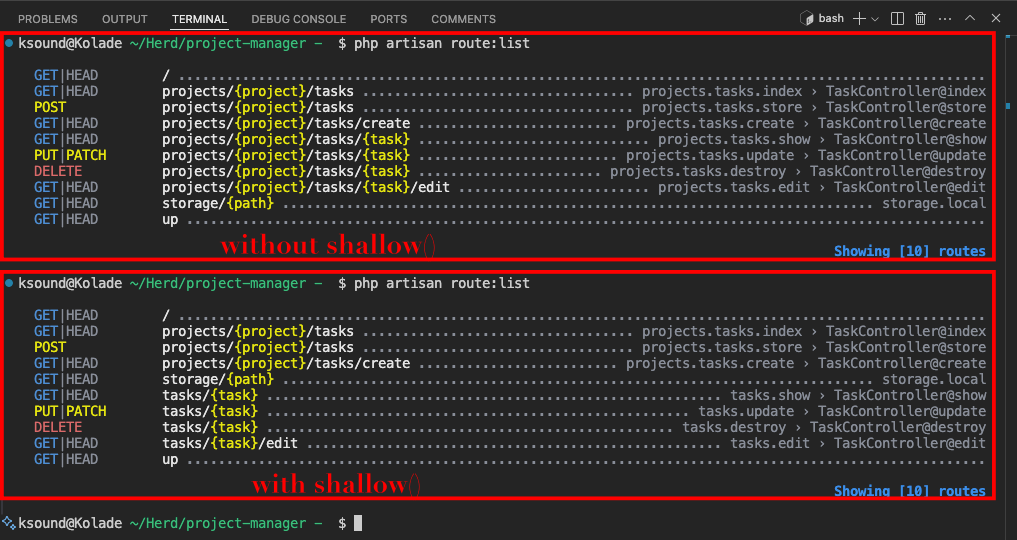 PROBLEMS OUTPUT TERMINAL DEBUG CONSOLE PORTS COMMENTS bash
ksound@Kolade ~/Herd/project-manager - $ php artisan route:list
GET|HEAD / .....................................................................................................
GET|HEAD projects/{project}/tasks .................................. projects.tasks.index › TaskController@index
POST projects/{project}/tasks .................................. projects.tasks.store › TaskController@store
GET|HEAD projects/{project}/tasks/create ......................... projects.tasks.create › TaskController@create
GET|HEAD projects/{project}/tasks/{task} ............................. projects.tasks.show › TaskController@show
PUT|PATCH projects/{project}/tasks/{task} ......................... projects.tasks.update › TaskController@update
DELETE projects/{project}/tasks/{task} ....................... projects.tasks.destroy › TaskController@destroy
GET|HEAD projects/{project}/tasks/{task}/edit ........................ projects.tasks.edit › TaskController@edit
GET|HEAD storage/{path} .......................................................................... storage.local
GET|HEAD up ....................................................................................................
without shallow()
Showing [10] routes
ksound@Kolade ~/Herd/project-manager - $ php artisan route:list
GET|HEAD / .....................................................................................................
GET|HEAD projects/{project}/tasks .................................. projects.tasks.index › TaskController@index
POST projects/{project}/tasks .................................. projects.tasks.store › TaskController@store
GET|HEAD projects/{project}/tasks/create ......................... projects.tasks.create › TaskController@create
GET|HEAD storage/{path} .......................................................................... storage.local
GET|HEAD tasks/{task} ....................................................... tasks.show › TaskController@show
PUT|PATCH tasks/{task} ................................................... tasks.update › TaskController@update
DELETE tasks/{task} ................................................. tasks.destroy › TaskController@destroy
GET|HEAD tasks/{task}/edit .................................................. tasks.edit › TaskController@edit
GET|HEAD up ....................................................................................................
with shallow()
Showing [10] routes
ksound@Kolade ~/Herd/project-manager - $